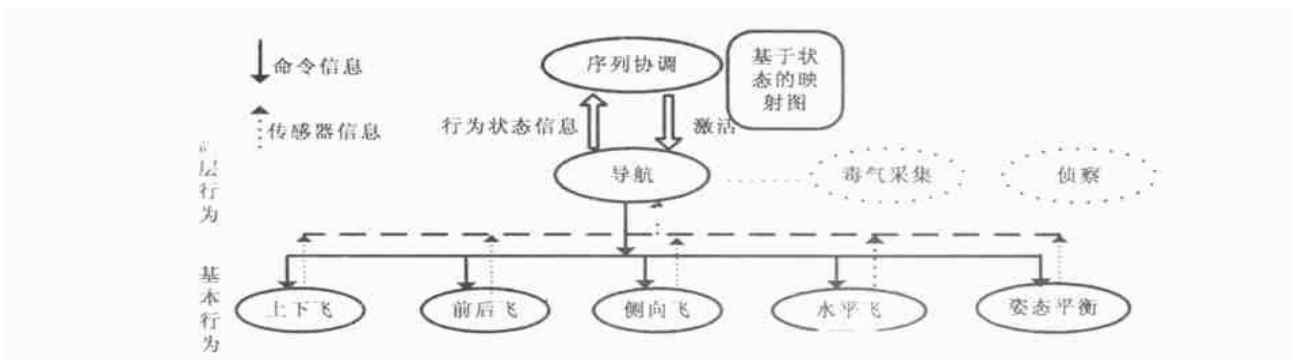 序列协调
基于状
态的映
射图
命令信息
传感器信息
行为状态信息
激活
导航
毒气采集
侦察
层
行
为
基
本
行
为
上下飞
前后飞
侧向飞
水平飞
姿态平衡